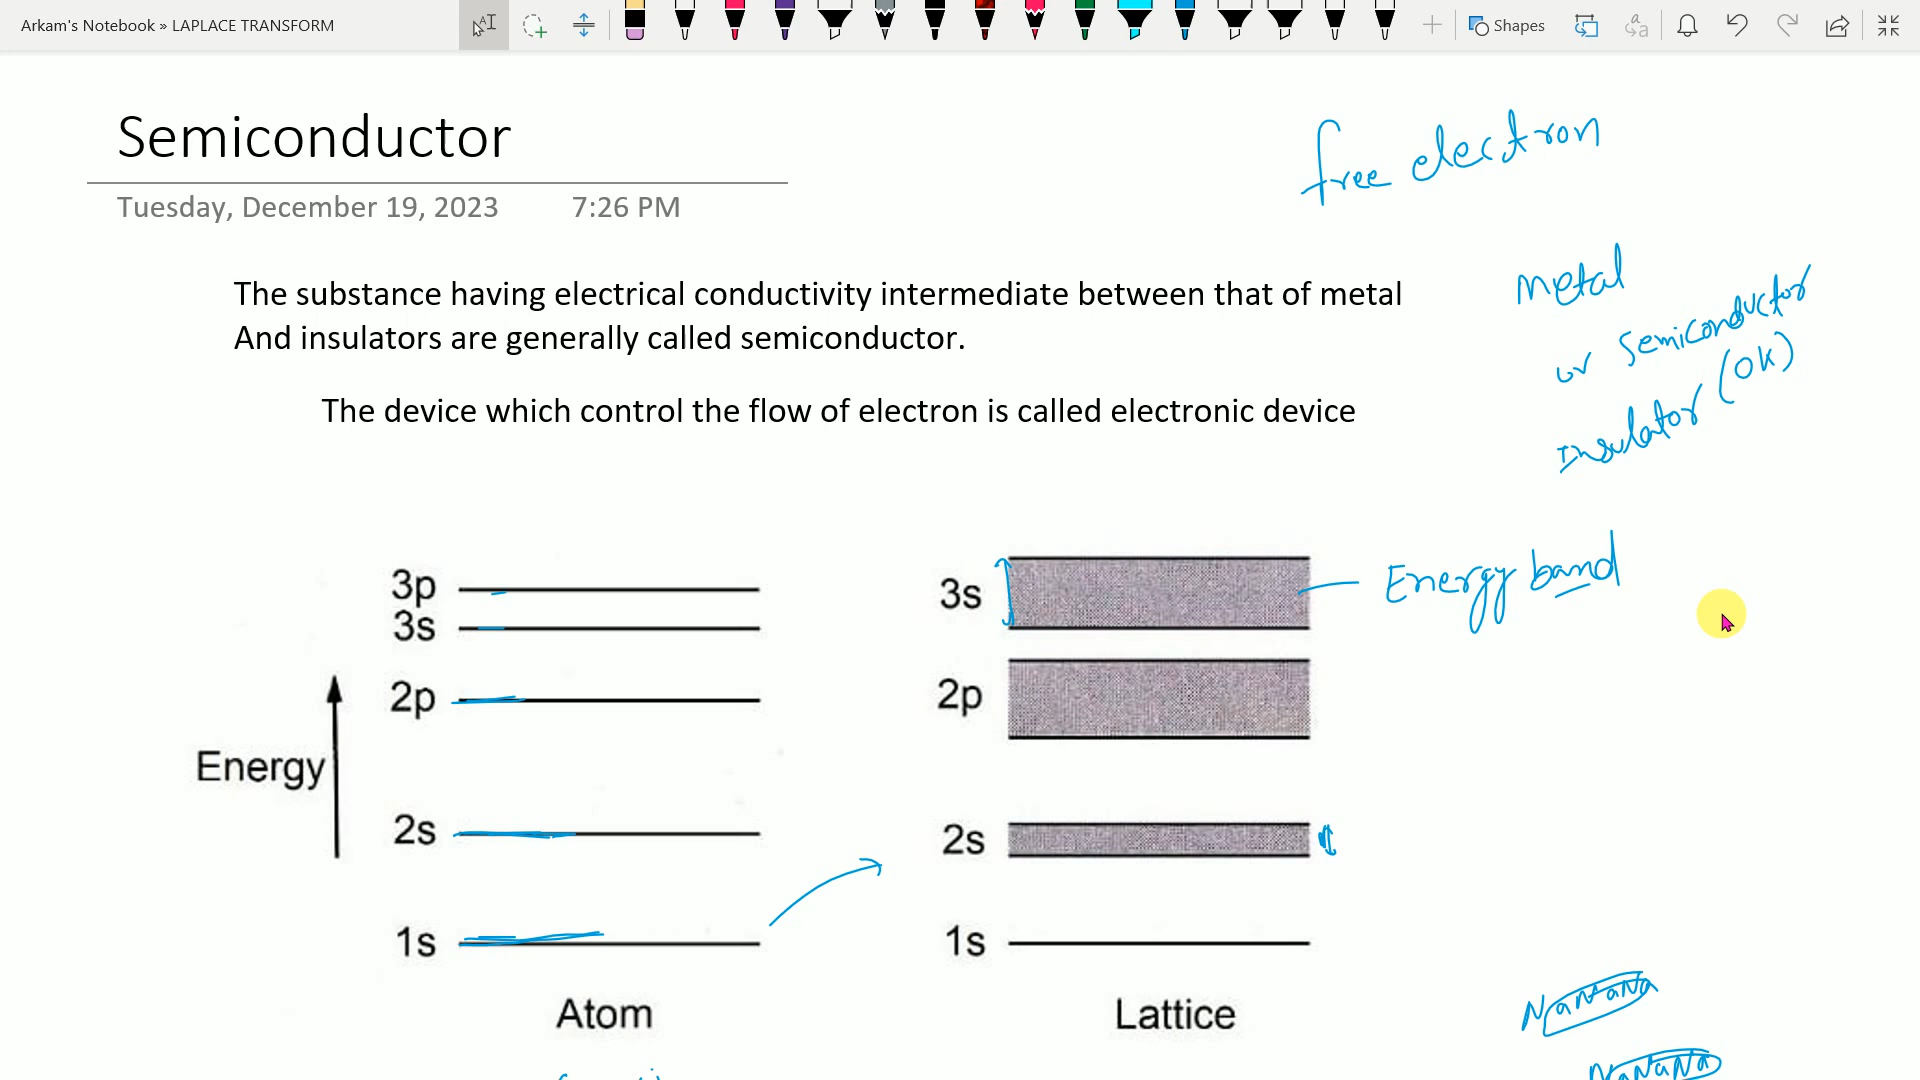 Arkam's Notebook » LAPLACE TRANSFORM
Shapes
Semiconductor
Tuesday, December 19, 2023 7:26 PM
free electron
The substance having electrical conductivity intermediate between that of metal
And insulators are generally called semiconductor.
metal
or Semiconductor
Insulator (OK)
The device which control the flow of electron is called electronic device
3p
3s
2p
Energy
2s
1s
Atom
3s
Energy band
2p
2s
1s
Lattice
NaNaNa
NaNaNa